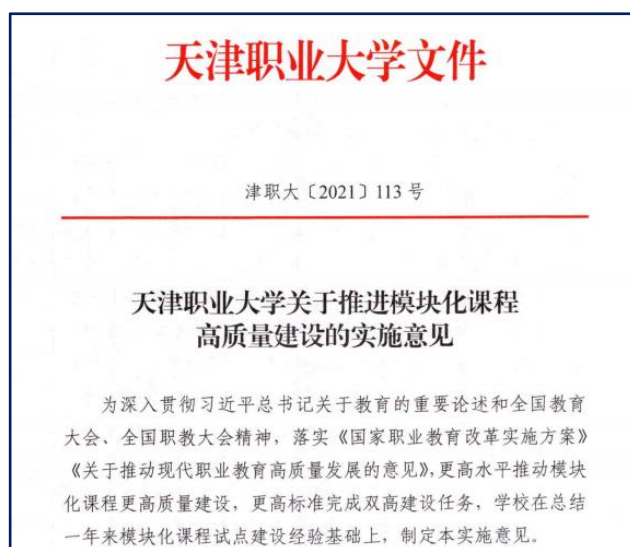 天津职业大学文件
津职大〔2021〕113 号
天津职业大学关于推进模块化课程
高质量建设的实施意见
为深入贯彻习近平总书记关于教育的重要论述和全国教育
大会、全国职教大会精神，落实《国家职业教育改革实施方案》
《关于推动现代职业教育高质量发展的意见》，更高水平推动模块
化课程更高质量建设，更高标准完成双高建设任务，学校在总结
一年来模块化课程试点建设经验基础上，制定本实施意见。